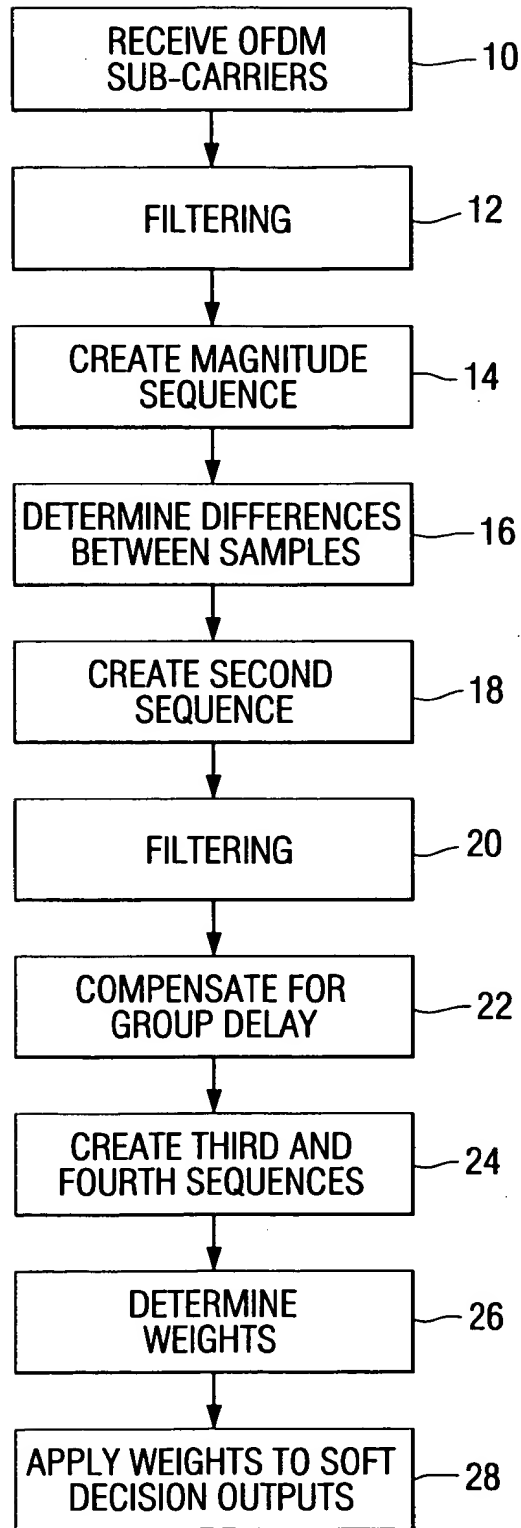 RECEIVE OFDM
SUB-CARRIERS
10
FILTERING
12
CREATE MAGNITUDE
SEQUENCE
14
DETERMINE DIFFERENCES
BETWEEN SAMPLES
16
CREATE SECOND
SEQUENCE
18
FILTERING
20
COMPENSATE FOR
GROUP DELAY
22
CREATE THIRD AND
FOURTH SEQUENCES
24
DETERMINE
WEIGHTS
26
APPLY WEIGHTS TO SOFT
DECISION OUTPUTS
28